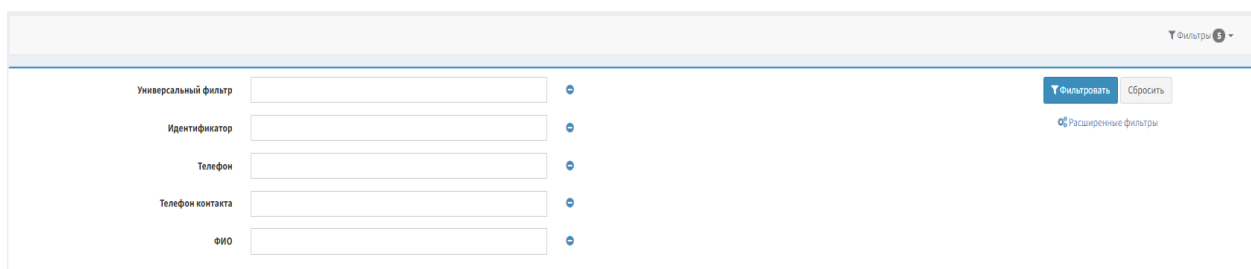 Фильтры 5
Универсальный фильтр
Фильтровать Сбросить
Идентификатор
Расширенные фильтры
Телефон
Телефон контакта
ФИО